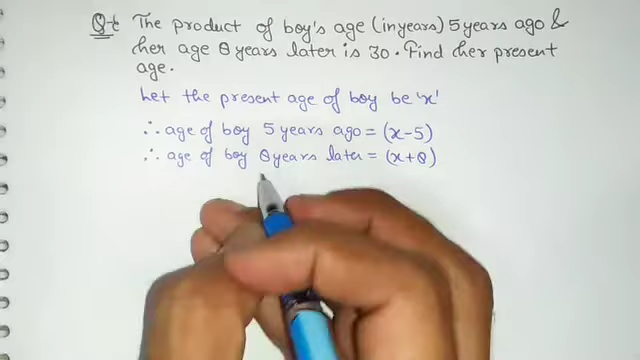 Q-6 The product of boy's age (in years) 5 years ago &
her age 8 years later is 30. Find her present
age.
Let the present age of boy be 'x'
∴ age of boy 5 years ago = (x-5)
∴ age of boy 8 years later = (x+8)